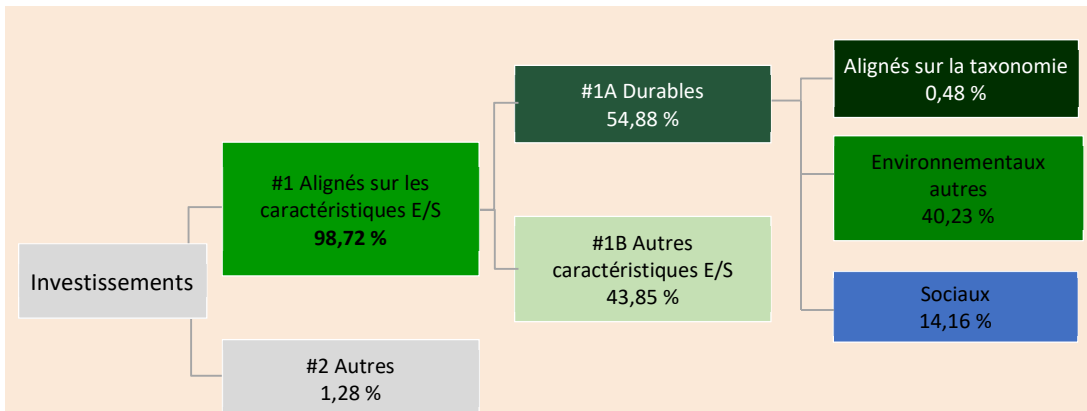 Investissements
#1 Alignés sur les
caractéristiques E/S
98,72 %
#2 Autres
1,28 %
#1A Durables
54,88 %
#1B Autres
caractéristiques E/S
43,85 %
Alignés sur la taxonomie
0,48 %
Environnementaux
autres
40,23 %
Sociaux
14,16 %